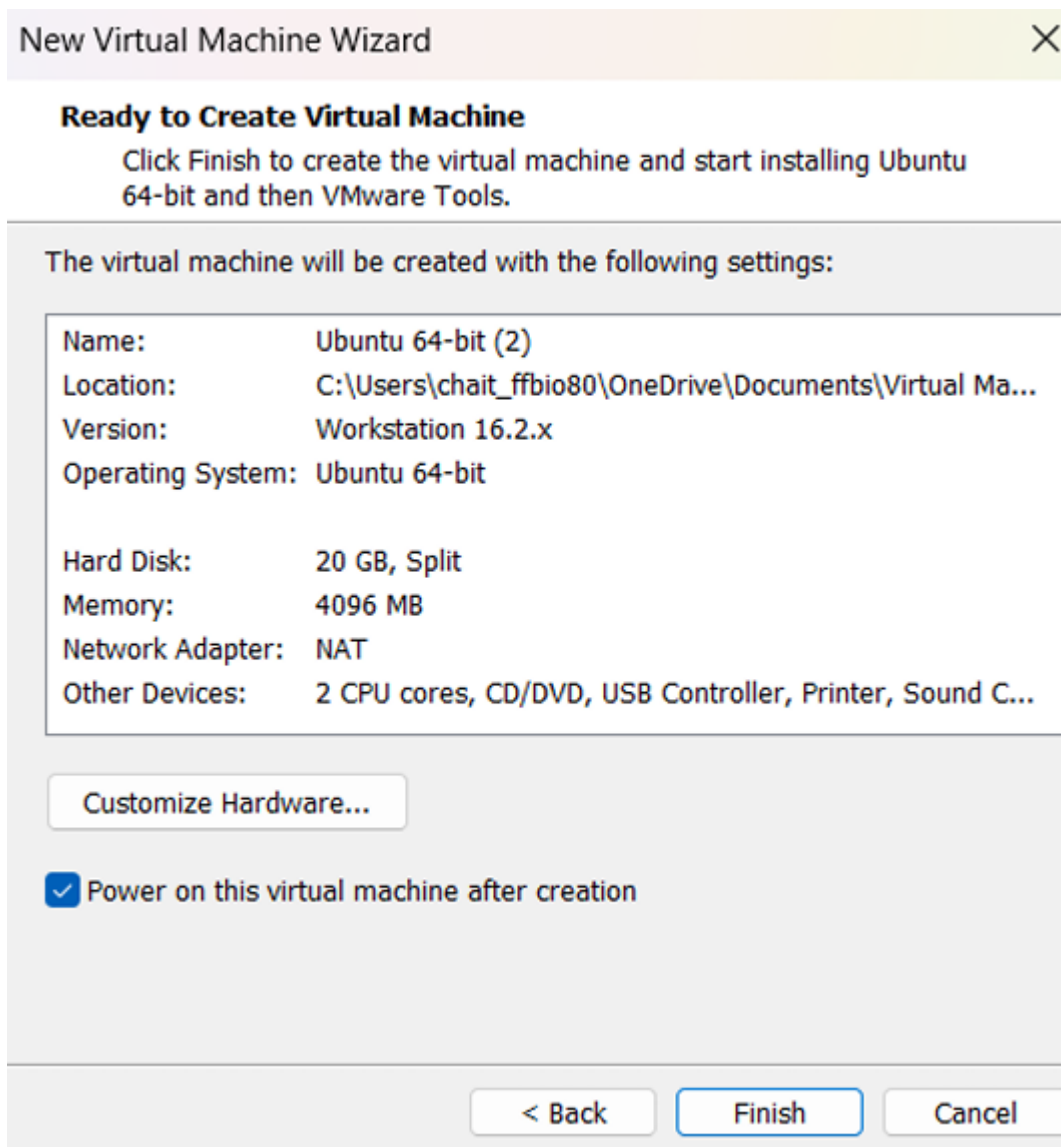 New Virtual Machine Wizard
Ready to Create Virtual Machine
Click Finish to create the virtual machine and start installing Ubuntu
64-bit and then VMware Tools.
The virtual machine will be created with the following settings:
Name: Ubuntu 64-bit (2)
Location: C:\Users\chait_ffbio80\OneDrive\Documents\Virtual Ma...
Version: Workstation 16.2.x
Operating System: Ubuntu 64-bit
Hard Disk: 20 GB, Split
Memory: 4096 MB
Network Adapter: NAT
Other Devices: 2 CPU cores, CD/DVD, USB Controller, Printer, Sound C...
Customize Hardware...
Power on this virtual machine after creation
< Back Finish Cancel